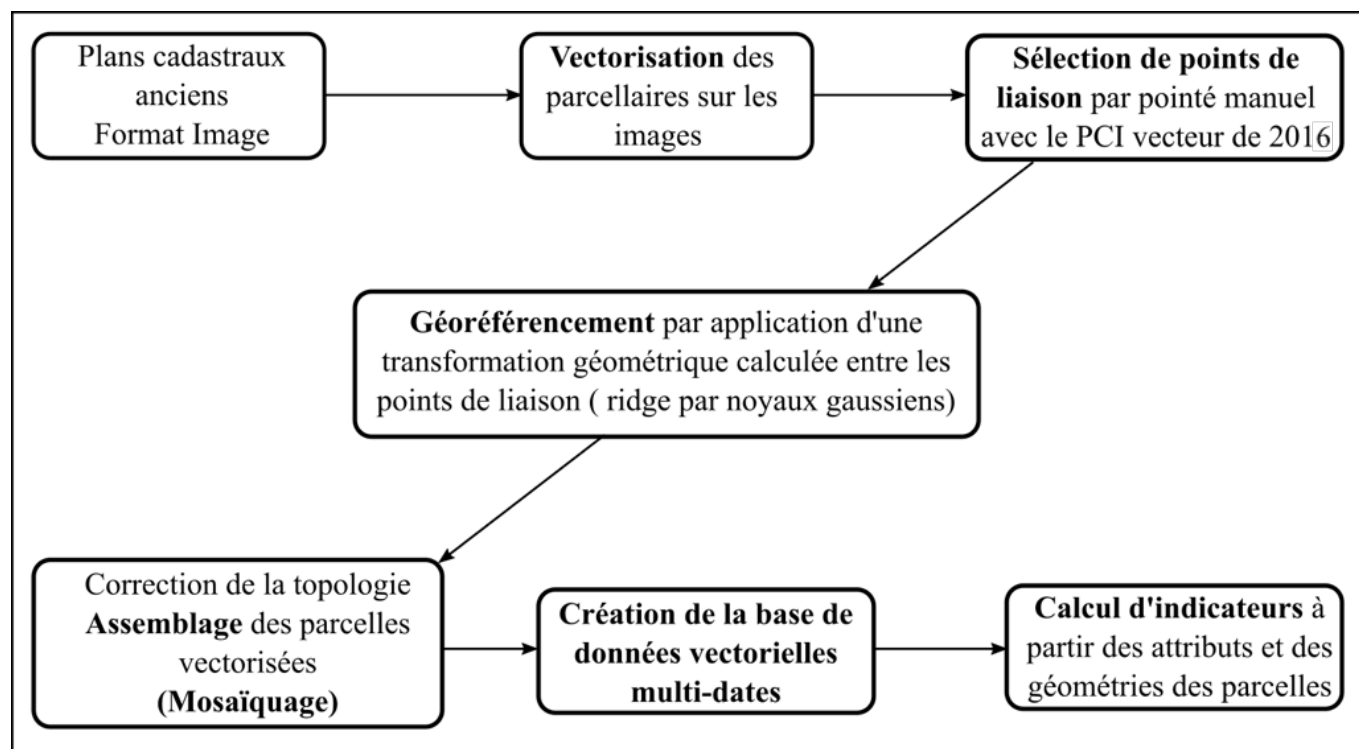 Plans cadastraux
anciens
Format Image
Vectorisation des
parcellaires sur les
images
Sélection de points de
liaison par pointé manuel
avec le PCI vecteur de 2016
Géoréférencement par application d'une
transformation géométrique calculée entre les
points de liaison ( ridge par noyaux gaussiens)
Correction de la topologie
Assemblage des parcelles
vectorisées
(Mosaïquage)
Création de la base de
données vectorielles
multi-dates
Calcul d'indicateurs à
partir des attributs et des
géométries des parcelles